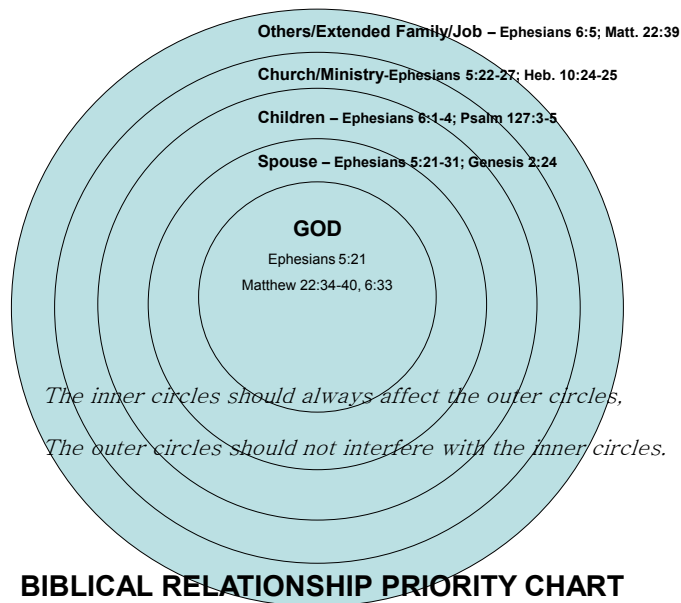 Others/Extended Family/Job – Ephesians 6:5; Matt. 22:39
Church/Ministry-Ephesians 5:22-27; Heb. 10:24-25
Children – Ephesians 6:1-4; Psalm 127:3-5
Spouse – Ephesians 5:21-31; Genesis 2:24
GOD
Ephesians 5:21
Matthew 22:34-40, 6:33
The inner circles should always affect the outer circles,
The outer circles should not interfere with the inner circles.
BIBLICAL RELATIONSHIP PRIORITY CHART